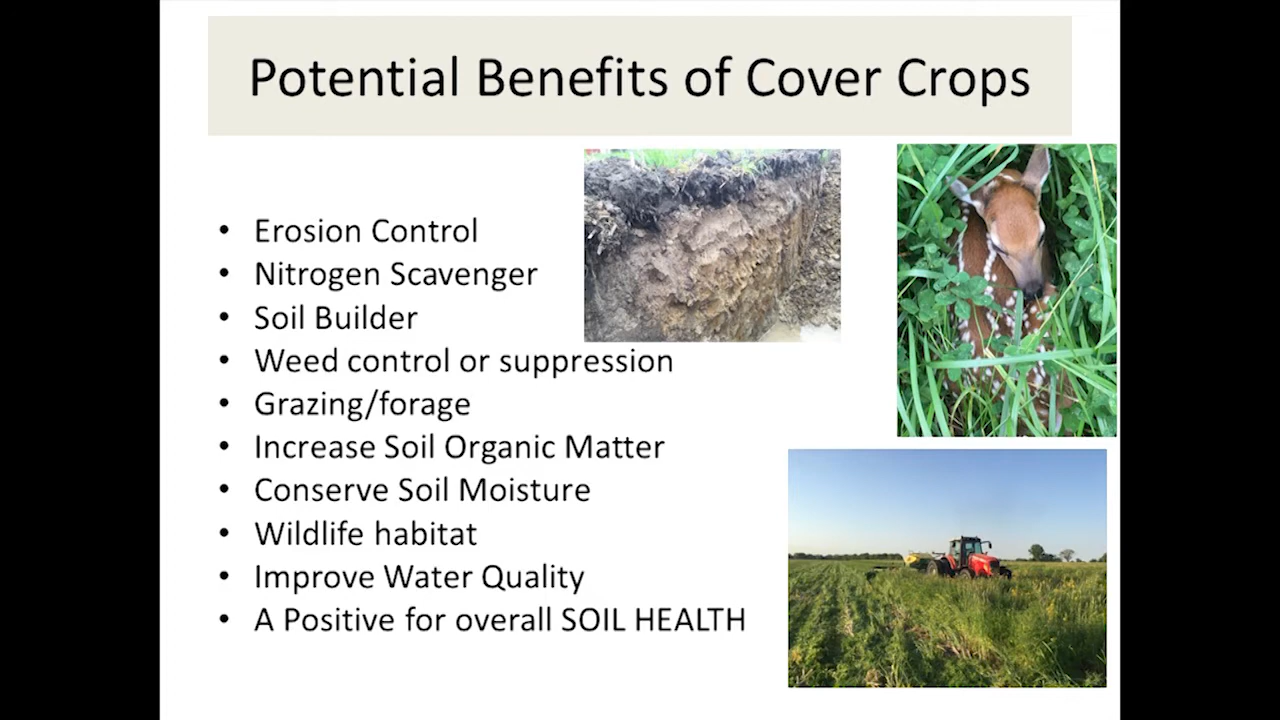 Potential Benefits of Cover Crops
• Erosion Control
• Nitrogen Scavenger
• Soil Builder
• Weed control or suppression
• Grazing/forage
• Increase Soil Organic Matter
• Conserve Soil Moisture
• Wildlife habitat
• Improve Water Quality
• A Positive for overall SOIL HEALTH